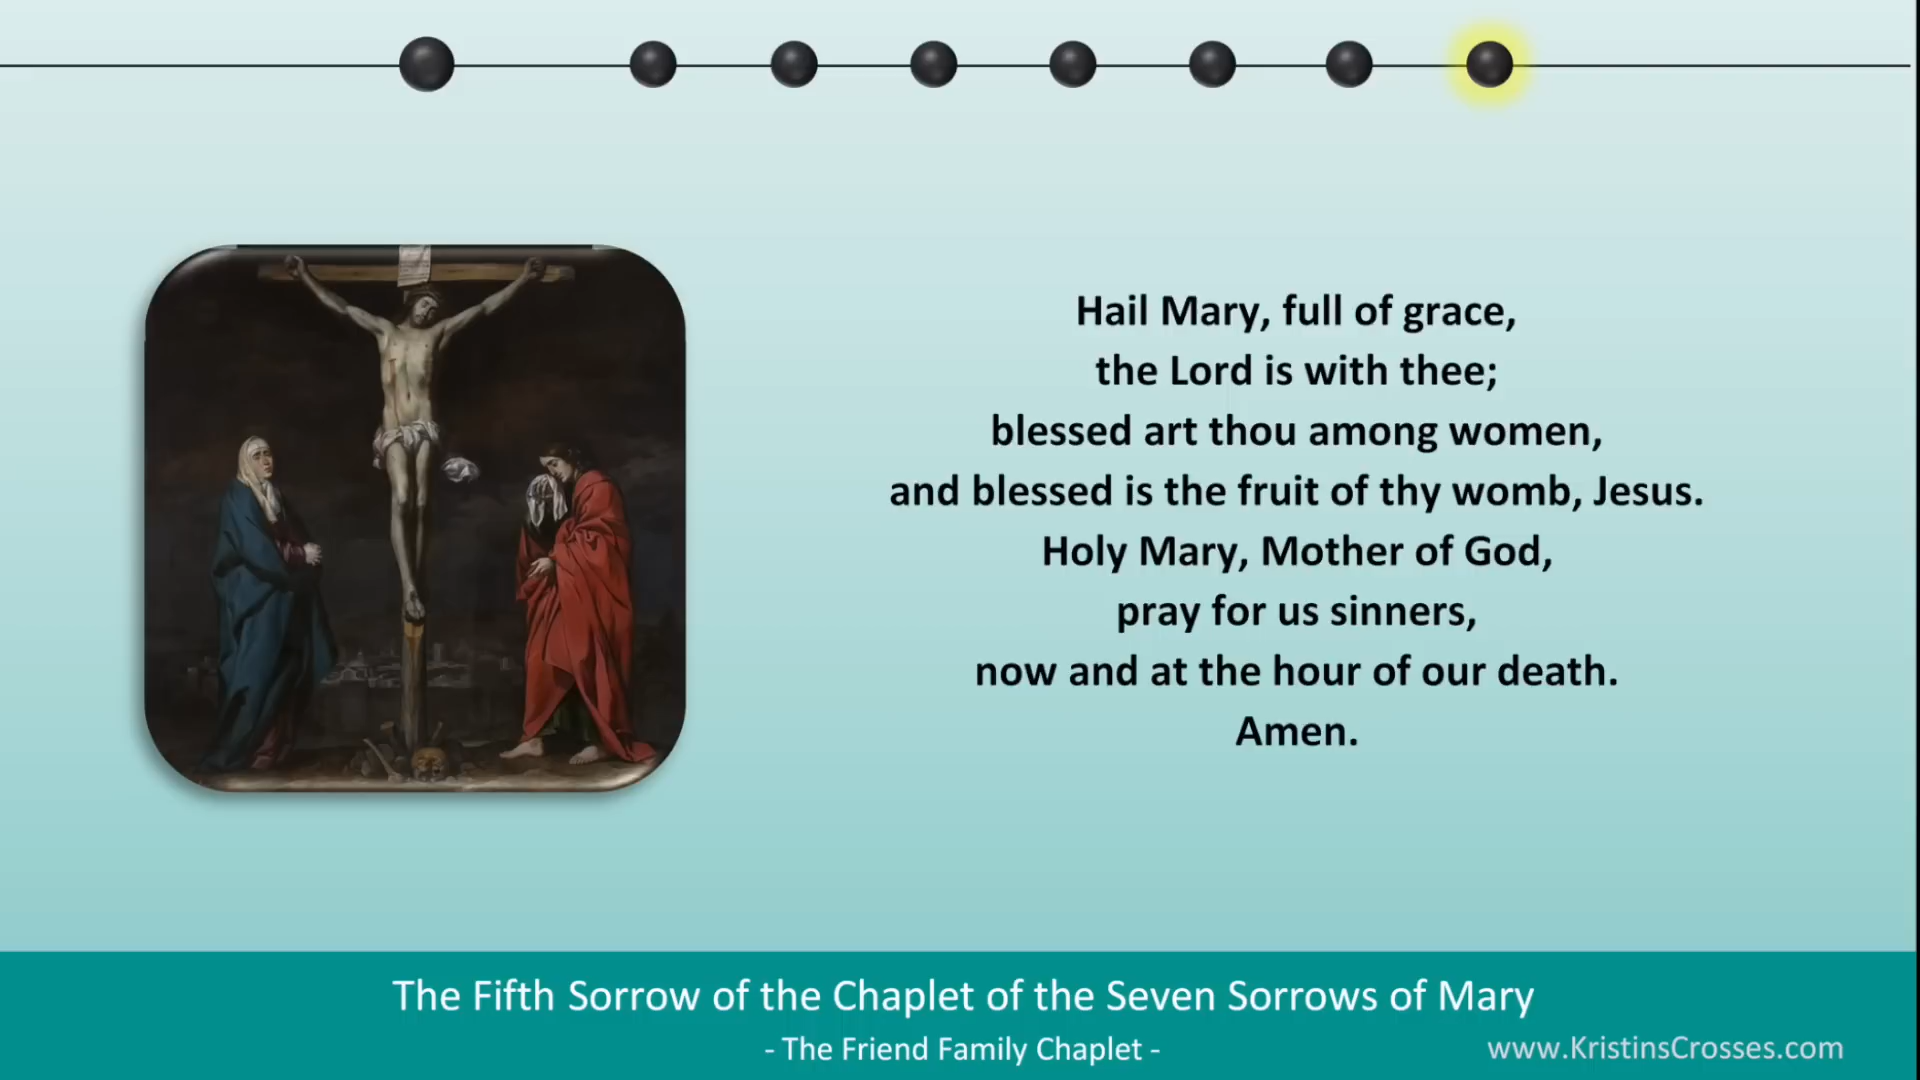 Hail Mary, full of grace,
the Lord is with thee;
blessed art thou among women,
and blessed is the fruit of thy womb, Jesus.
Holy Mary, Mother of God,
pray for us sinners,
now and at the hour of our death.
Amen.
The Fifth Sorrow of the Chaplet of the Seven Sorrows of Mary
- The Friend Family Chaplet -
www.KristinsCrosses.com